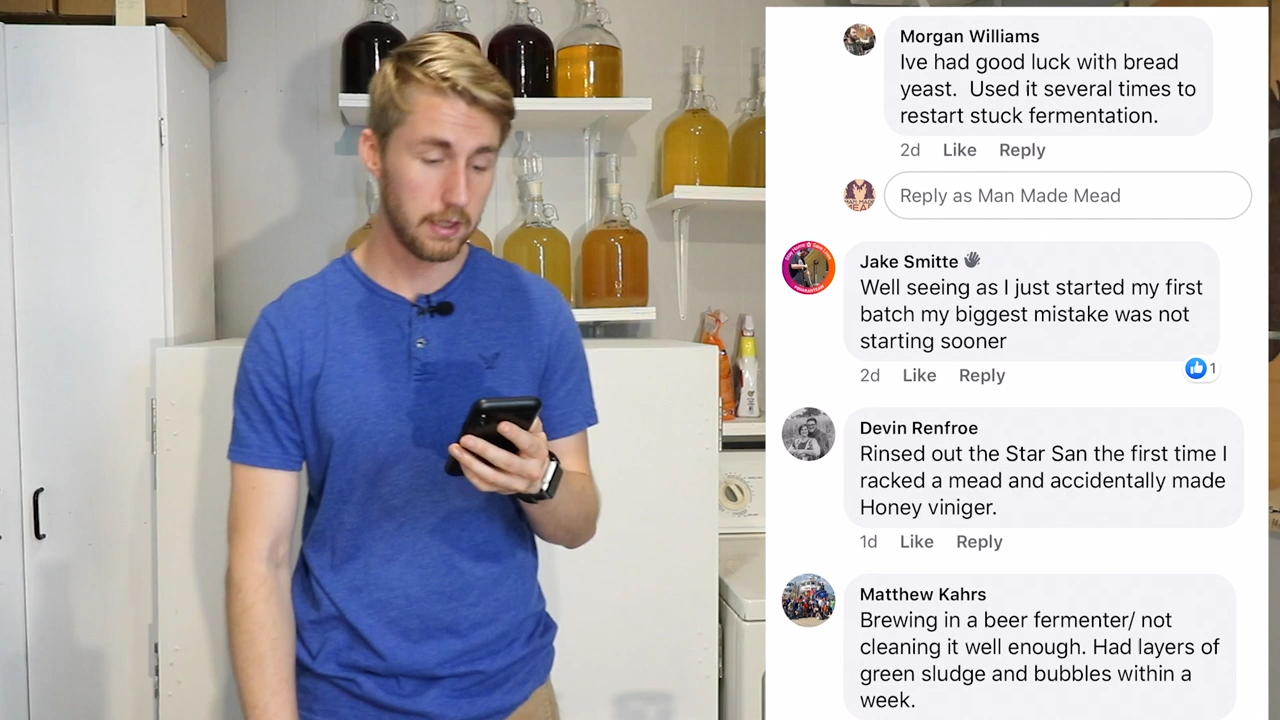 Morgan Williams
Ive had good luck with bread
yeast. Used it several times to
restart stuck fermentation.
2d Like Reply
Reply as Man Made Mead
Jake Smitte
Well seeing as I just started my first
batch my biggest mistake was not
starting sooner
2d Like Reply
1
Devin Renfroe
Rinsed out the Star San the first time I
racked a mead and accidentally made
Honey viniger.
1d Like Reply
Matthew Kahrs
Brewing in a beer fermenter/ not
cleaning it well enough. Had layers of
green sludge and bubbles within a
week.